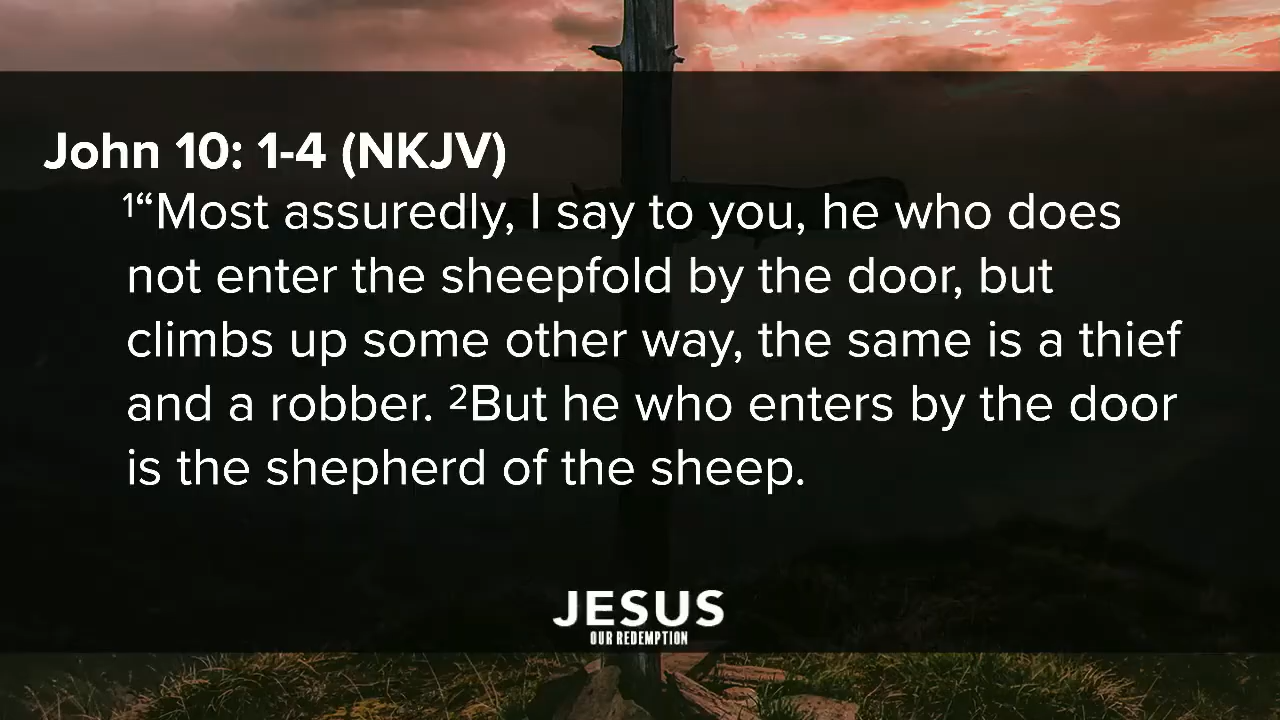 John 10: 1-4 (NKJV)
¹“Most assuredly, I say to you, he who does
not enter the sheepfold by the door, but
climbs up some other way, the same is a thief
and a robber. ²But he who enters by the door
is the shepherd of the sheep.
JESUS
OUR REDEMPTION